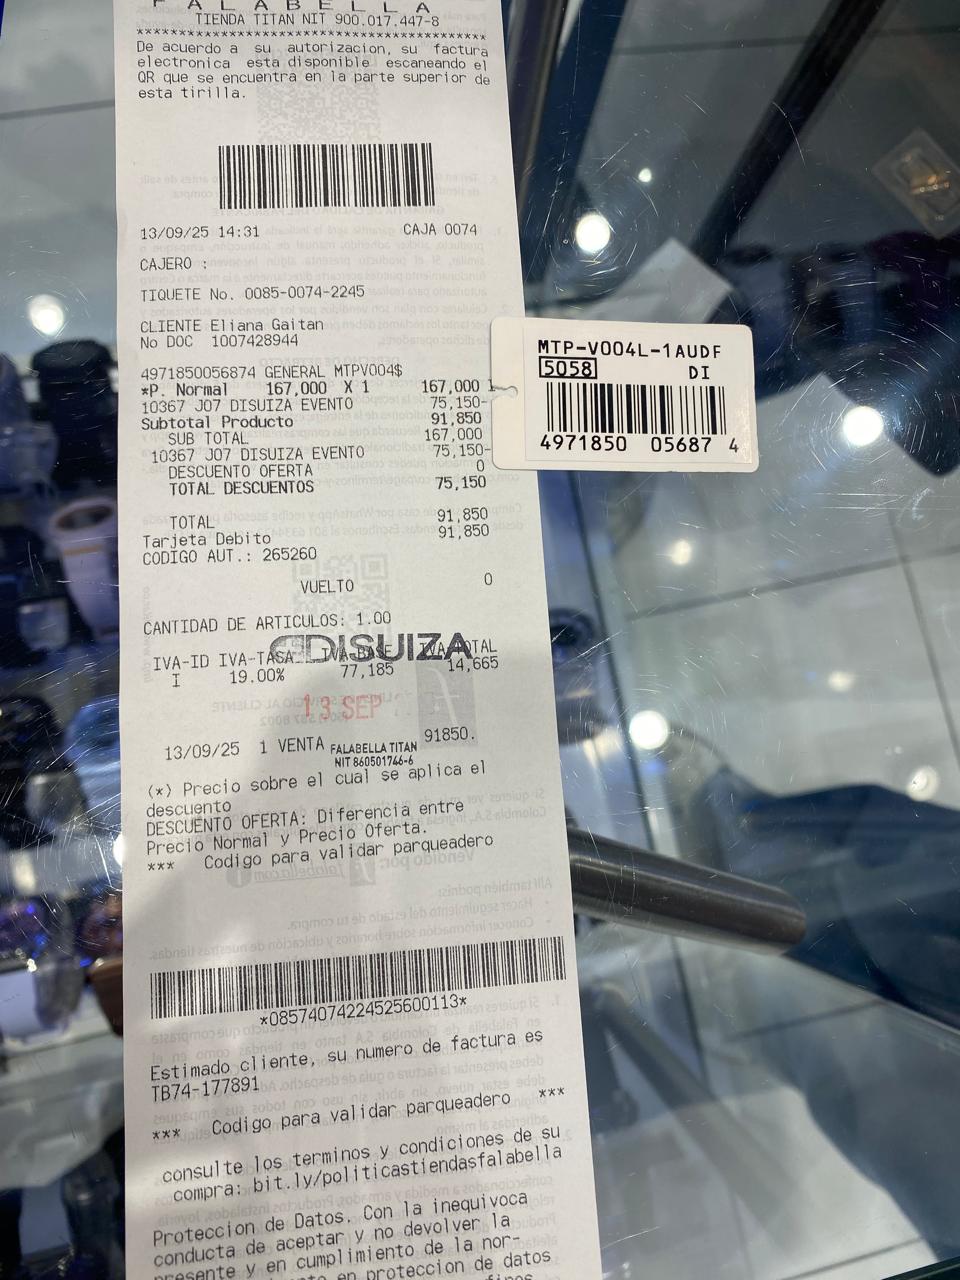 FALABELLA
TIENDA TITAN NIT 900.017.447-8
**************************************************
De acuerdo a su autorizacion, su factura
electronica esta disponible escaneando el
QR que se encuentra en la parte superior de
esta tirilla.
13/09/25 14:31 CAJA 0074
CAJERO :
TIQUETE No. 0085-0074-2245
CLIENTE Eliana Gaitan
No DOC 1007428944
4971850056874 GENERAL MTPV004$
*P. Normal 167,000 X 1 167,000 I
10367 J07 DISUIZA EVENTO 75,150-
Subtotal Producto 91,850
SUB TOTAL 167,000
10367 J07 DISUIZA EVENTO 75,150-
DESCUENTO OFERTA 0
TOTAL DESCUENTOS 75,150
TOTAL 91,850
Tarjeta Debito 91,850
CODIGO AUT.: 265260
VUELTO 0
CANTIDAD DE ARTICULOS: 1.00
DISUIZA
IVA-ID IVA-TASA IVA-BASE IVA-TOTAL
I 19.00% 77,185 14,665
13 SEP
13/09/25 1 VENTA 91850.
FALABELLA TITAN
NIT 860501746-6
(*) Precio sobre el cual se aplica el
descuento
DESCUENTO OFERTA: Diferencia entre
Precio Normal y Precio Oferta.
*** Codigo para validar parqueadero
*08574074224525600113*
Estimado cliente, su numero de factura es
TB74-177891
*** Codigo para validar parqueadero ***
consulte los terminos y condiciones de su
compra: bit.ly/politicastiendasfalabella
Proteccion de Datos. Con la inequivoca
conducta de aceptar y no devolver la
presente y en cumplimiento de la nor-
en proteccion de datos
MTP-V004L-1AUDF
5058 DI
4971850 05687 4